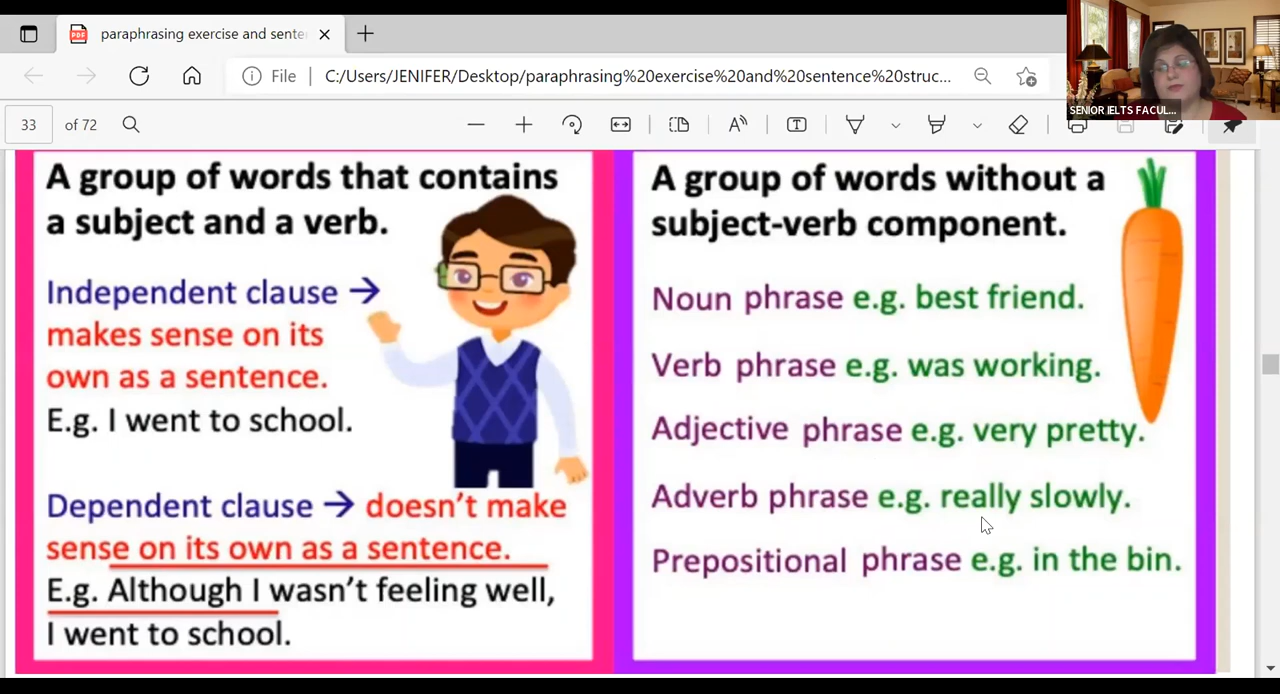 paraphrasing exercise and sente
File
C:/Users/JENIFER/Desktop/paraphrasing%20exercise%20and%20sentence%20struc...
SENIOR IELTS FACUL...
33 of 72
A group of words that contains
a subject and a verb.
Independent clause →
makes sense on its
own as a sentence.
E.g. I went to school.
Dependent clause → doesn't make
sense on its own as a sentence.
E.g. Although I wasn't feeling well,
I went to school.
A group of words without a
subject-verb component.
Noun phrase e.g. best friend.
Verb phrase e.g. was working.
Adjective phrase e.g. very pretty.
Adverb phrase e.g. really slowly.
Prepositional phrase e.g. in the bin.